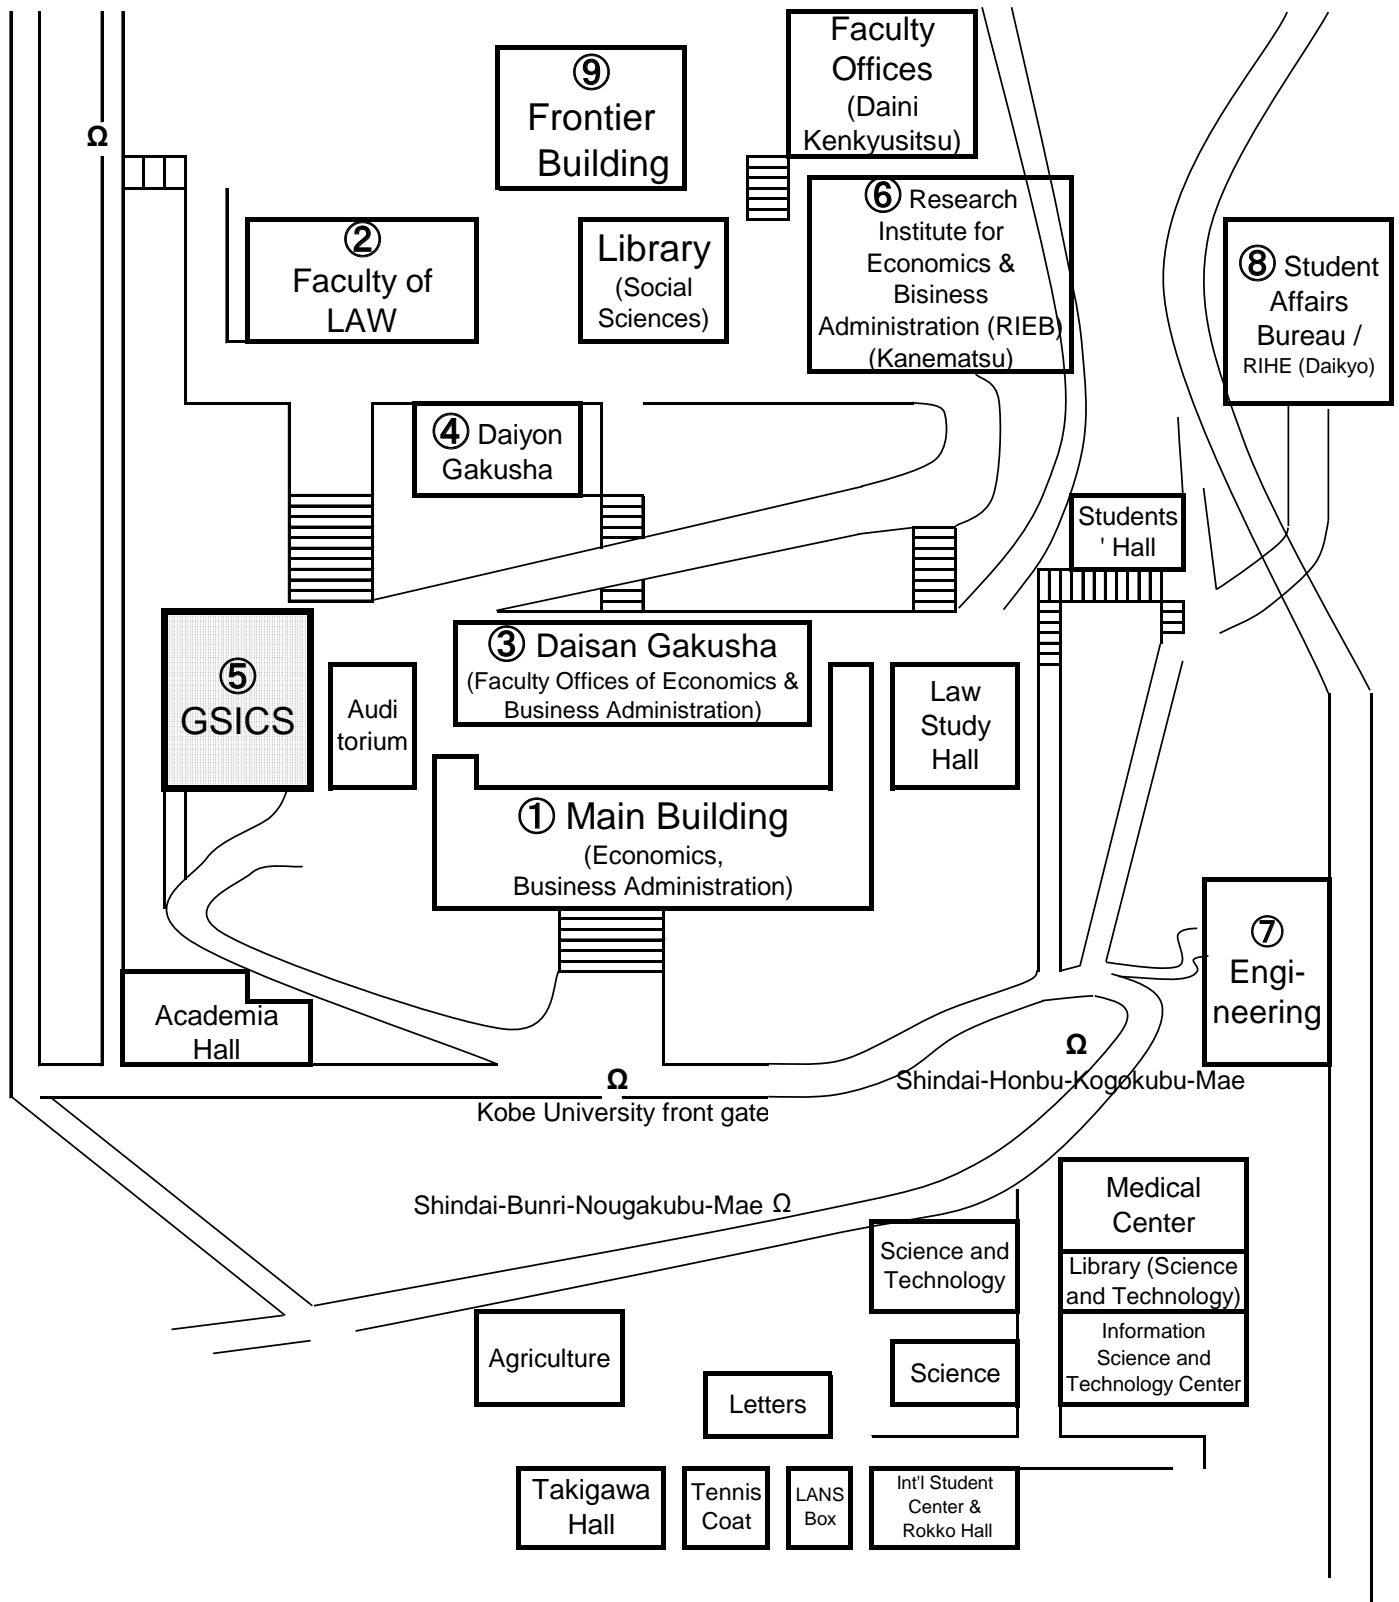 Faculty
Offices
(Daini
Kenkyusitsu)
⑨
Frontier
Building
Ω
⑥ Research
Institute for
Economics &
Bisiness
Administration (RIEB)
(Kanematsu)
②
Faculty of
LAW
Library
(Social
Sciences)
⑧ Student
Affairs
Bureau /
RIHE (Daikyo)
④ Daiyon
Gakusha
Students
' Hall
③ Daisan Gakusha
(Faculty Offices of Economics &
Business Administration)
⑤
GSICS
Audi
torium
Law
Study
Hall
① Main Building
(Economics,
Business Administration)
⑦
Engi-
neering
Academia
Hall
Ω
Shindai-Honbu-Kogokubu-Mae
Ω
Kobe University front gate
Shindai-Bunri-Nougakubu-Mae Ω
Medical
Center
Science and
Technology
Library (Science
and Technology)
Information
Science and
Technology Center
Agriculture
Science
Letters
Takigawa
Hall
Tennis
Coat
LANS
Box
Int'l Student
Center &
Rokko Hall